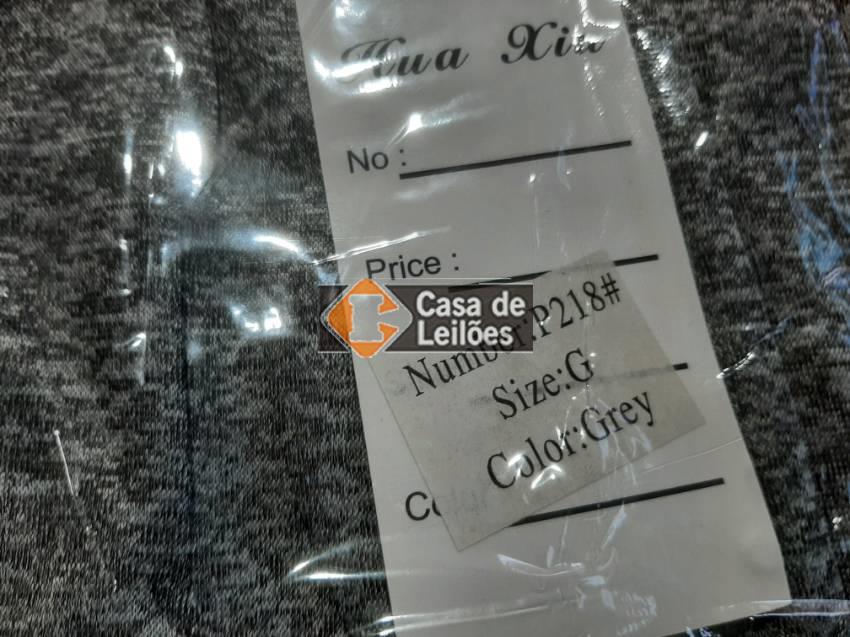 Hua Xin
No :
Price :
Casa de
Leilões
Number:P218#
Size:G
Color:Grey